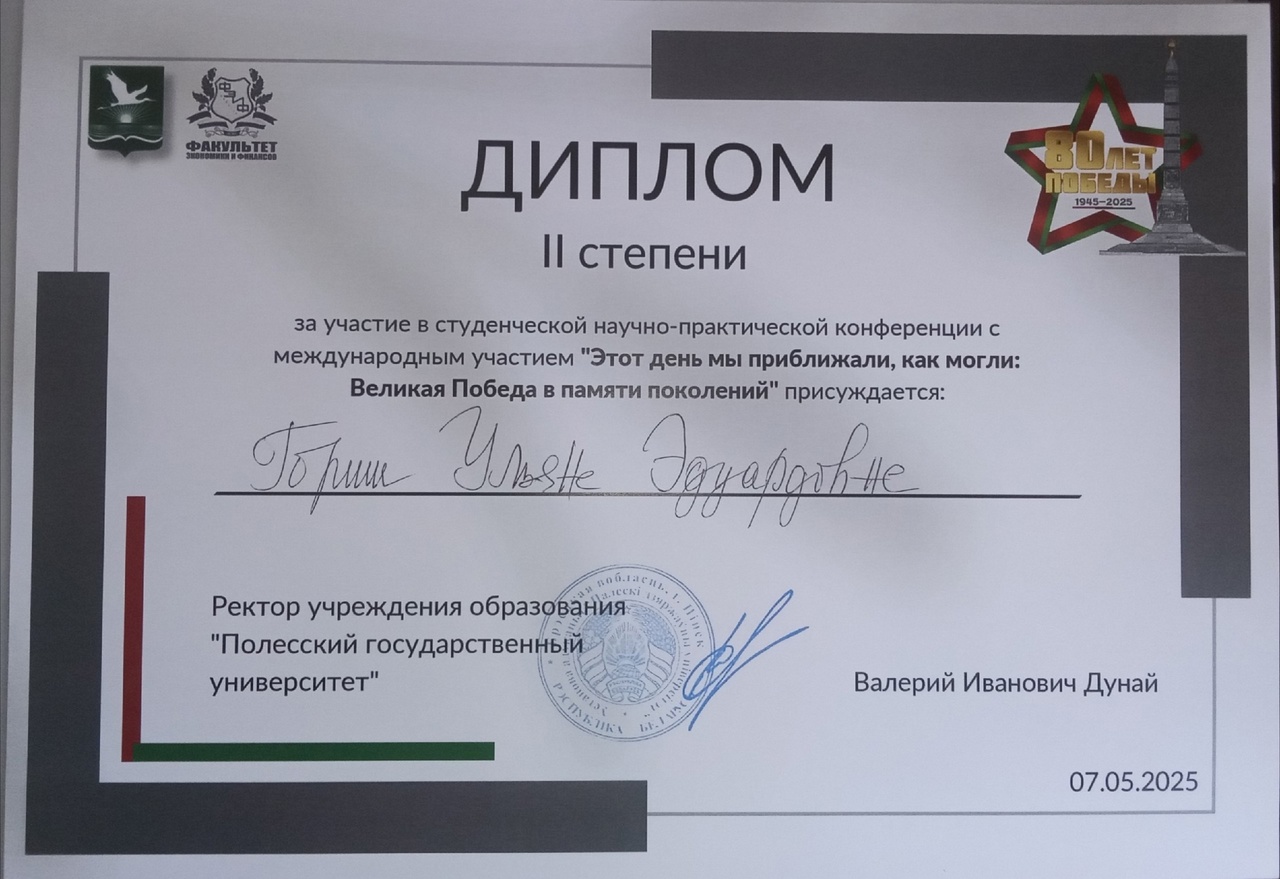 ФАКУЛЬТЕТ
ЭКОНОМИКИ И ФИНАНСОВ
80 ЛЕТ
ПОБЕДЫ
1945–2025
ДИПЛОМ
II степени
за участие в студенческой научно-практической конференции с
международным участием "Этот день мы приближали, как могли:
Великая Победа в памяти поколений" присуждается:
Ульяне Эдуардовне
Ректор учреждения образования
"Полесский государственный
университет"
Валерий Иванович Дунай
РЭСПУБЛІКА БЕЛАРУСЬ
07.05.2025